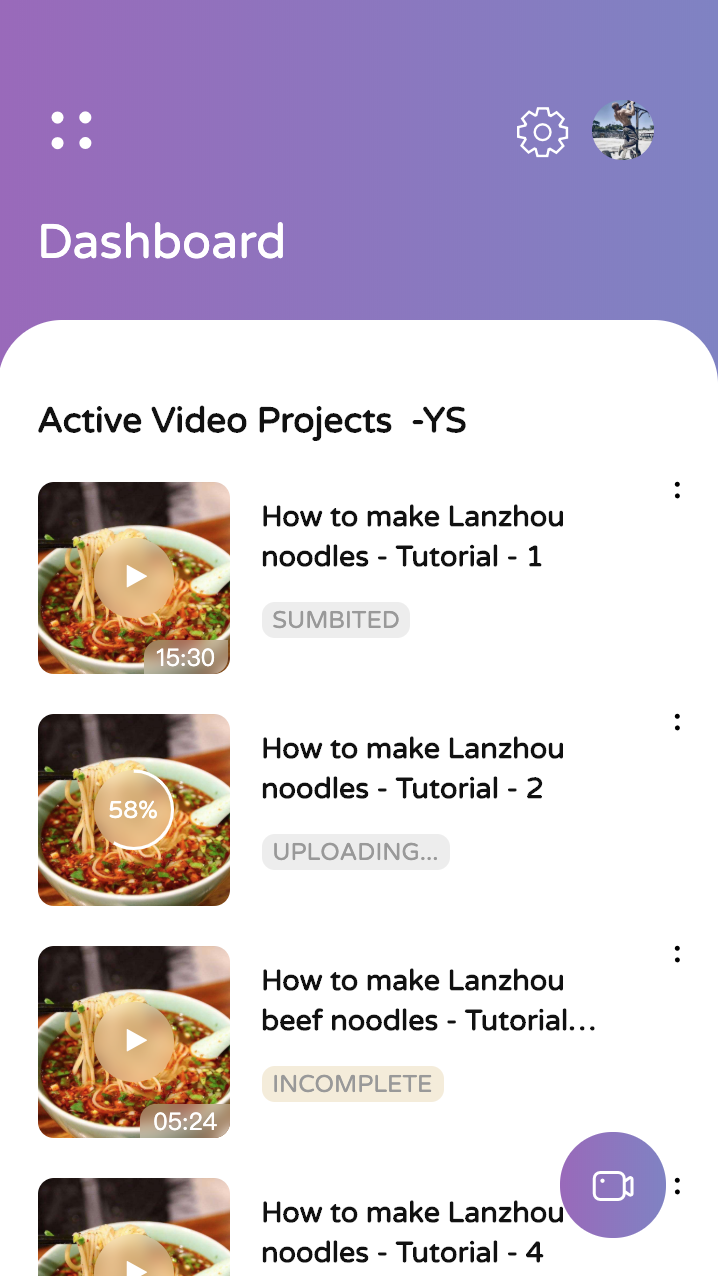 Dashboard
Active Video Projects  -YS
How to make Lanzhou
noodles - Tutorial - 1
SUMBITED
15:30
How to make Lanzhou
noodles - Tutorial - 2
58%
UPLOADING...
How to make Lanzhou
beef noodles - Tutorial...
INCOMPLETE
05:24
How to make Lanzhou
noodles - Tutorial - 4